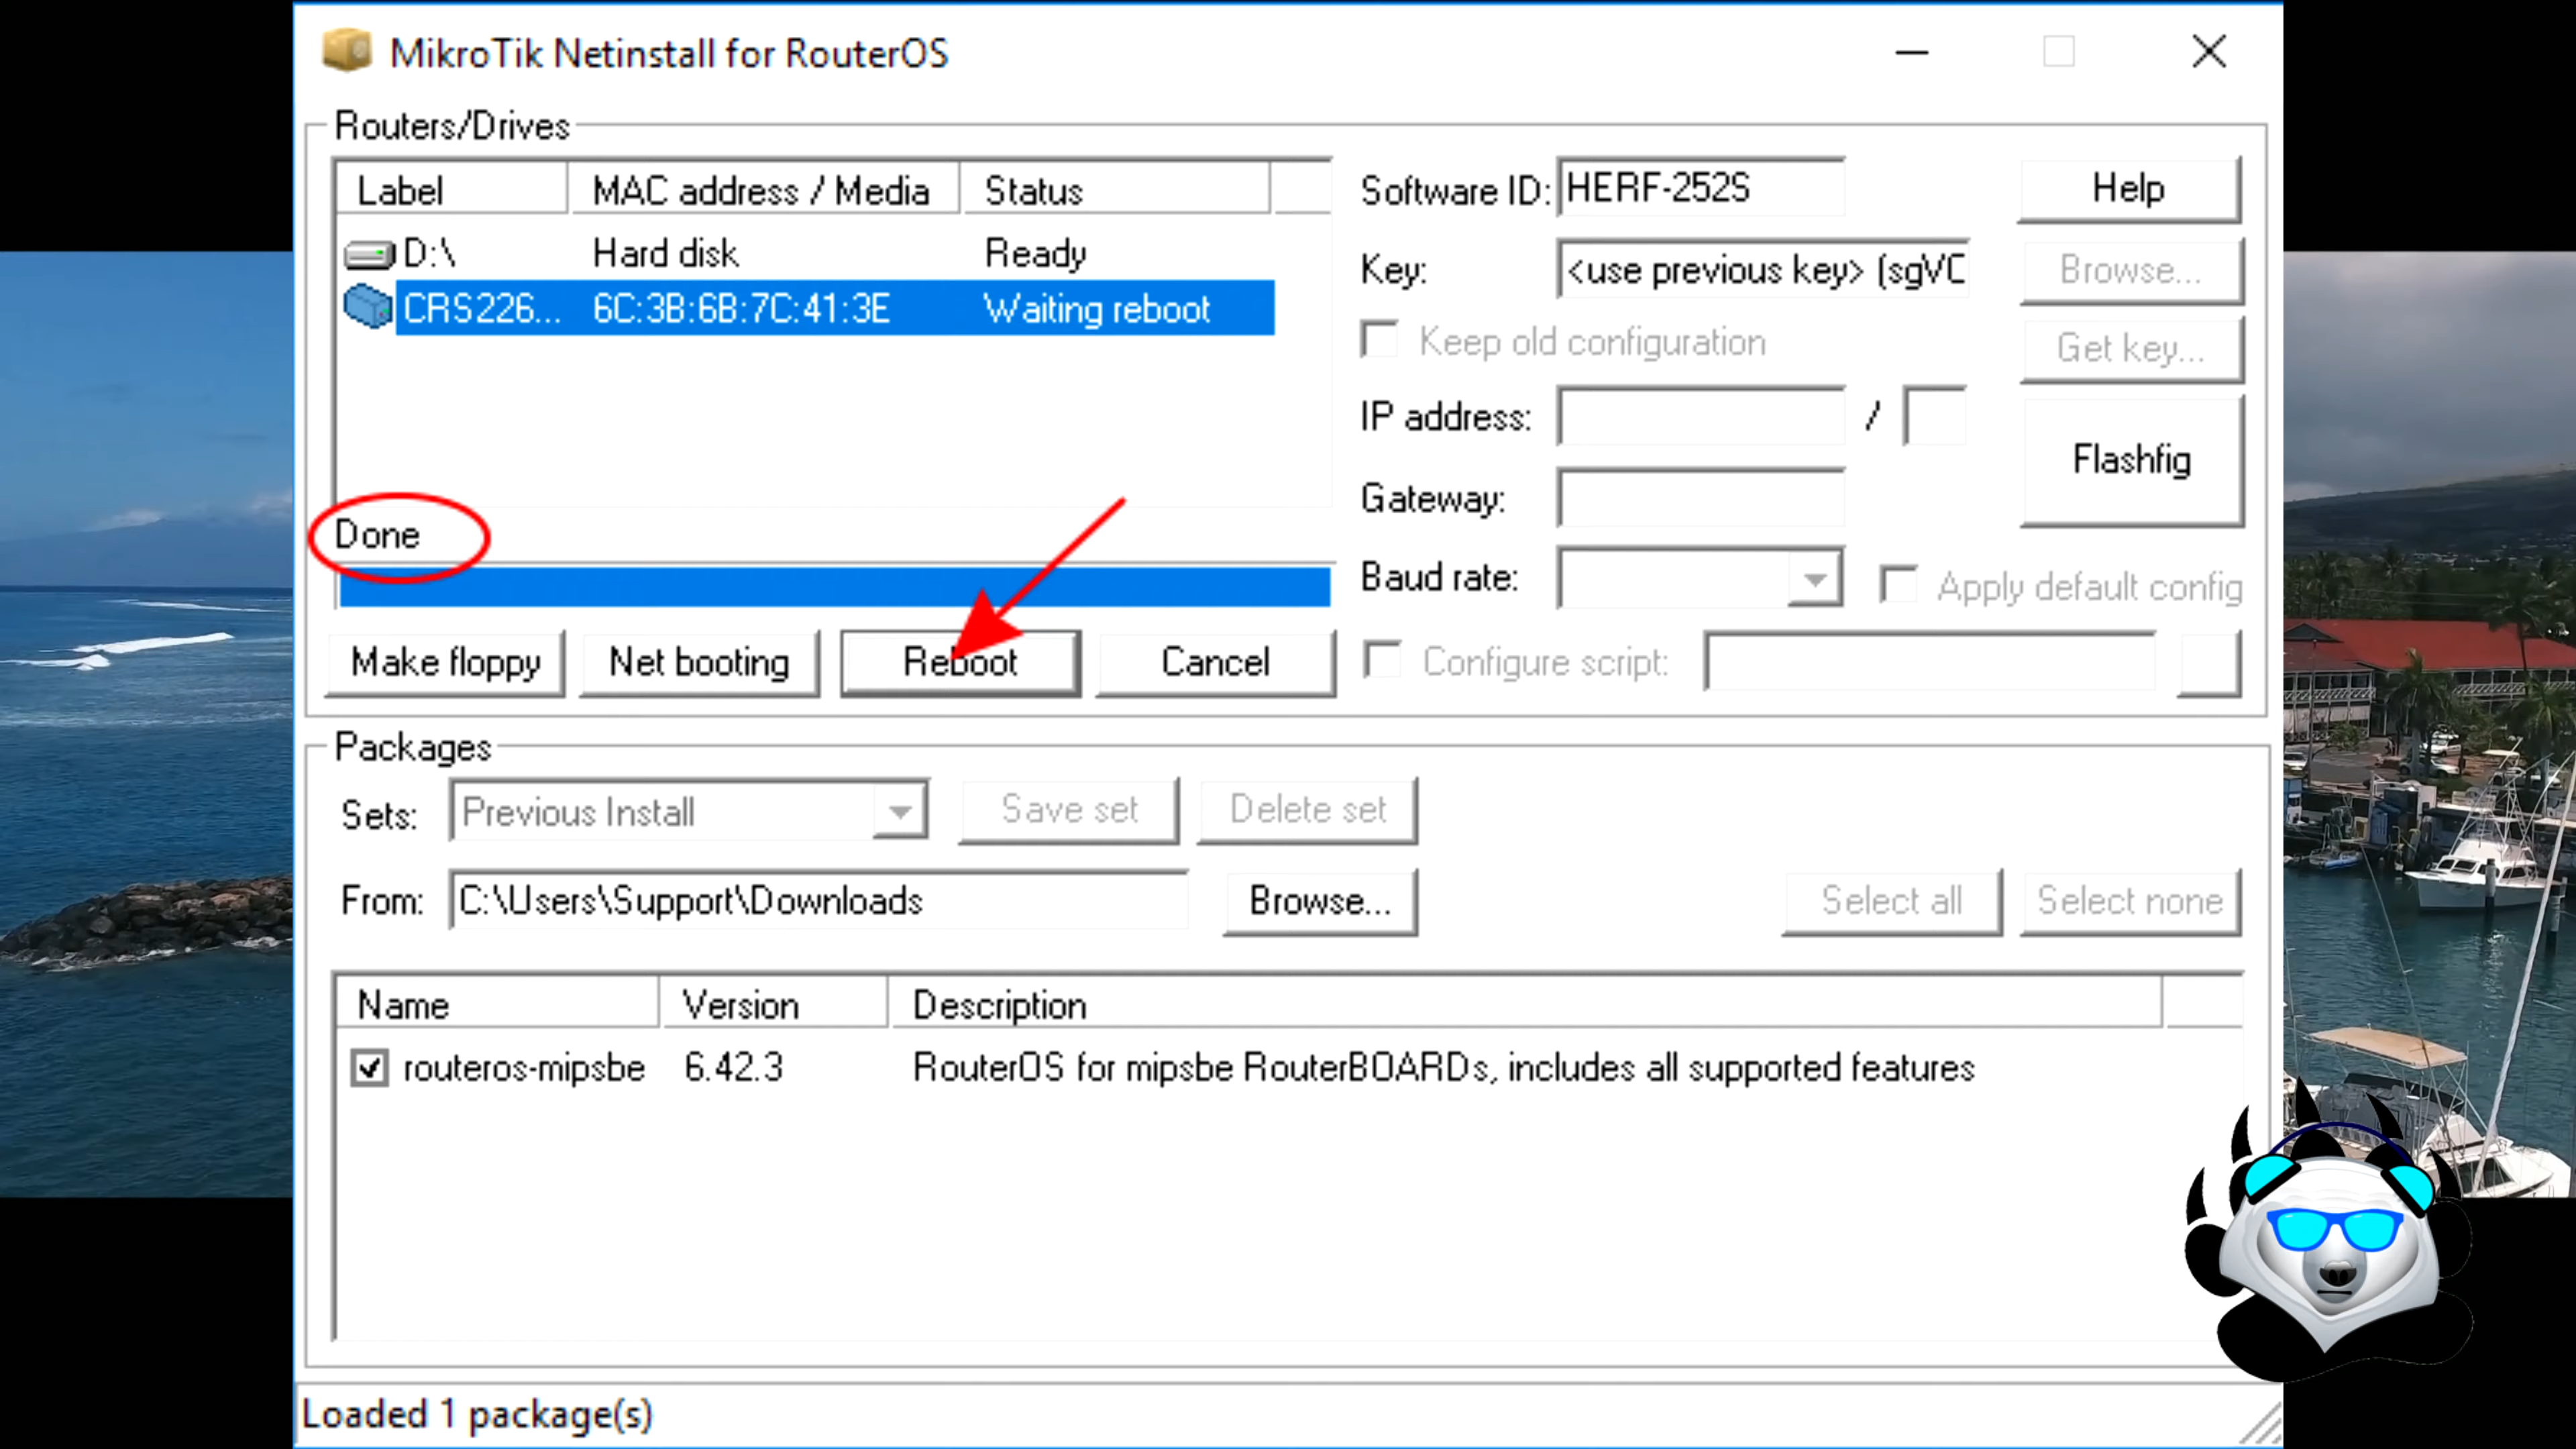 MikroTik Netinstall for RouterOS
Routers/Drives
Label MAC address / Media Status
D:\ Hard disk Ready
CRS226... 6C:3B:6B:7C:41:3E Waiting reboot
Done
Make floppy Net booting Reboot Cancel
Software ID: HERF-252S Help
Key: <use previous key> (sgVC Browse...
Keep old configuration Get key...
IP address: /
Flashfig
Gateway:
Baud rate: Apply default config
Configure script:
Packages
Sets: Previous Install Save set Delete set
From: C:\Users\Support\Downloads Browse... Select all Select none
Name Version Description
routeros-mipsbe 6.42.3 RouterOS for mipsbe RouterBOARDs, includes all supported features
Loaded 1 package(s)